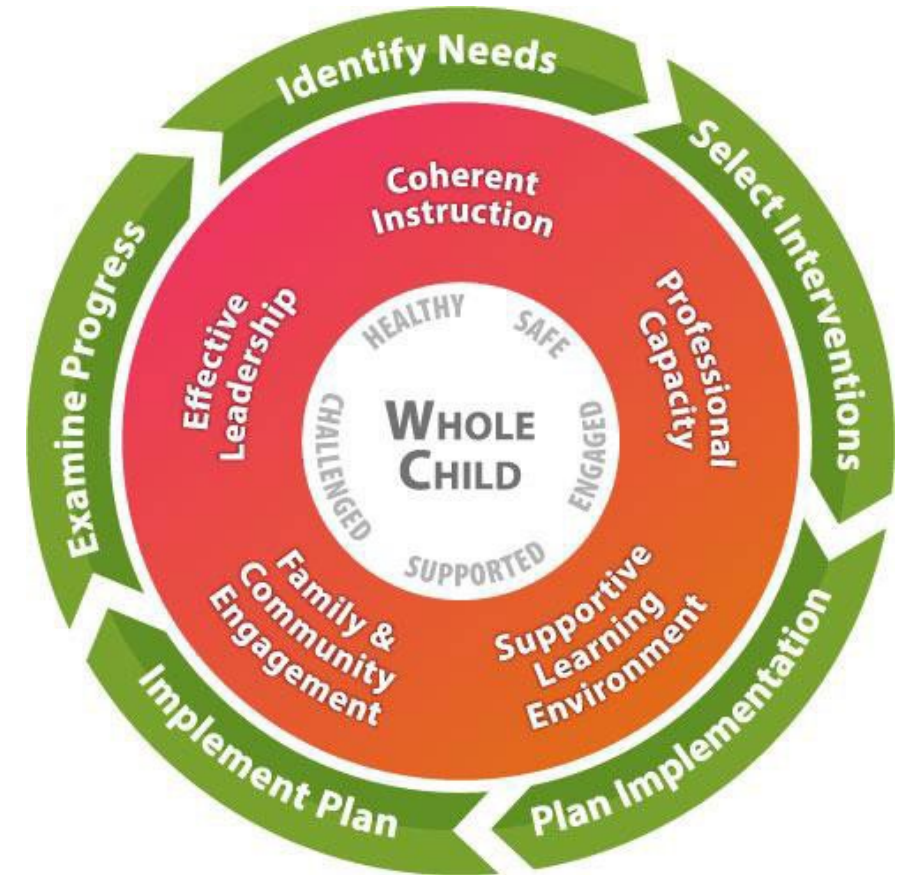 Identify Needs
Select Interventions
Plan Implementation
Implement Plan
Examine Progress
Coherent
Instruction
Professional
Capacity
Supportive
Learning
Environment
Family &
Community
Engagement
Effective
Leadership
HEALTHY
SAFE
ENGAGED
SUPPORTED
CHALLENGED
WHOLE
CHILD